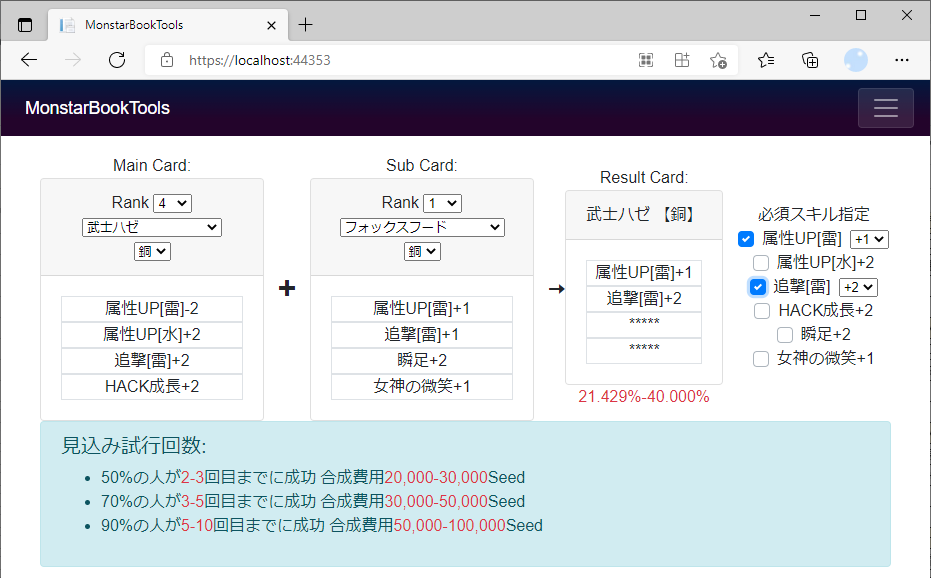 MonstarBookTools
https://localhost:44353
MonstarBookTools
Main Card:
Rank 4
武士ハゼ
銅
属性UP[雷]-2
属性UP[水]+2
追撃[雷]+2
HACK成長+2
+
Sub Card:
Rank 1
フォックスフード
銅
属性UP[雷]+1
追撃[雷]+1
瞬足+2
女神の微笑+1
→
Result Card:
武士ハゼ 【銅】
属性UP[雷]+1
追撃[雷]+2
*****
*****
21.429%-40.000%
必須スキル指定
属性UP[雷] +1
属性UP[水]+2
追撃[雷] +2
HACK成長+2
瞬足+2
女神の微笑+1
見込み試行回数:
50%の人が2-3回目までに成功 合成費用20,000-30,000Seed
70%の人が3-5回目までに成功 合成費用30,000-50,000Seed
90%の人が5-10回目までに成功 合成費用50,000-100,000Seed